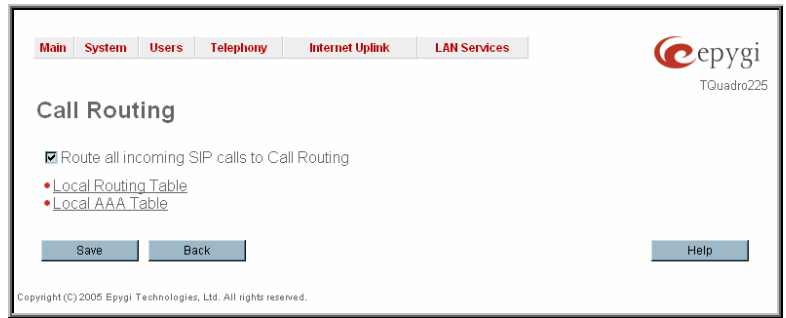 Main System Users Telephony Internet Uplink LAN Services
epygi
TQuadro225
Call Routing
Route all incoming SIP calls to Call Routing
Local Routing Table
Local AAA Table
Save Back Help
Copyright (C) 2005 Epygi Technologies, Ltd. All rights reserved.